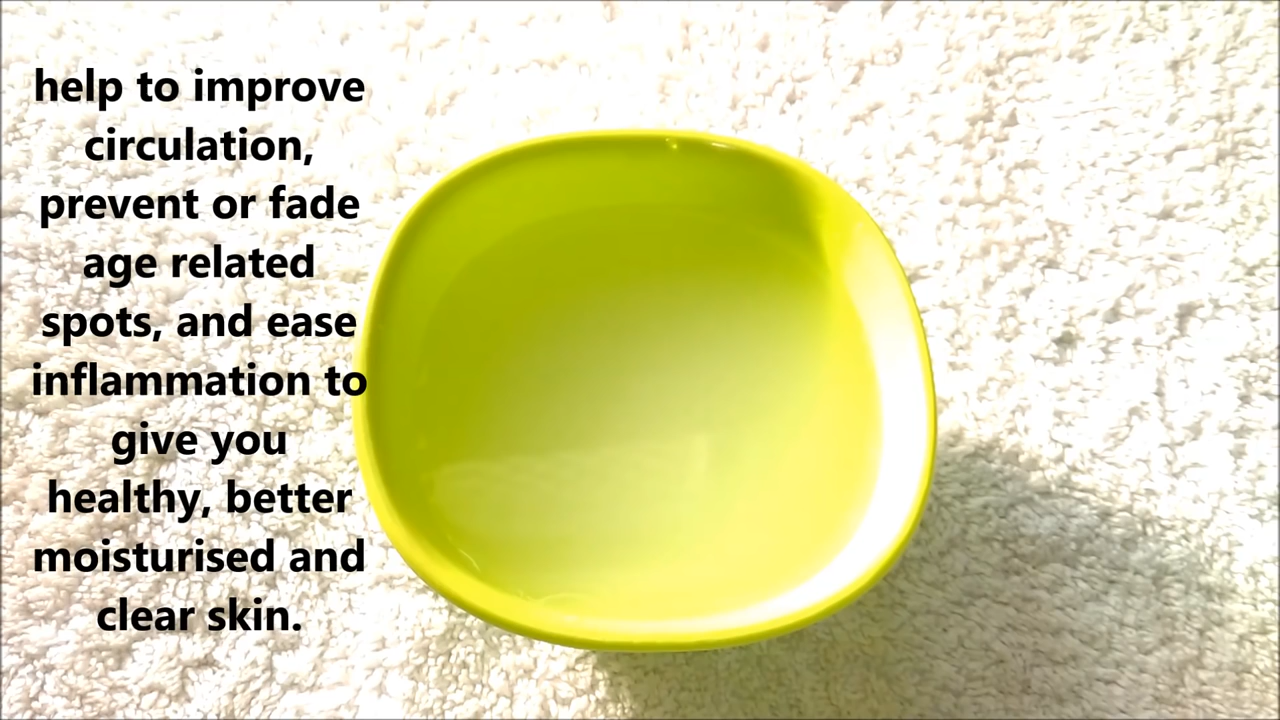 help to improve
circulation,
prevent or fade
age related
spots, and ease
inflammation to
give you
healthy, better
moisturised and
clear skin.